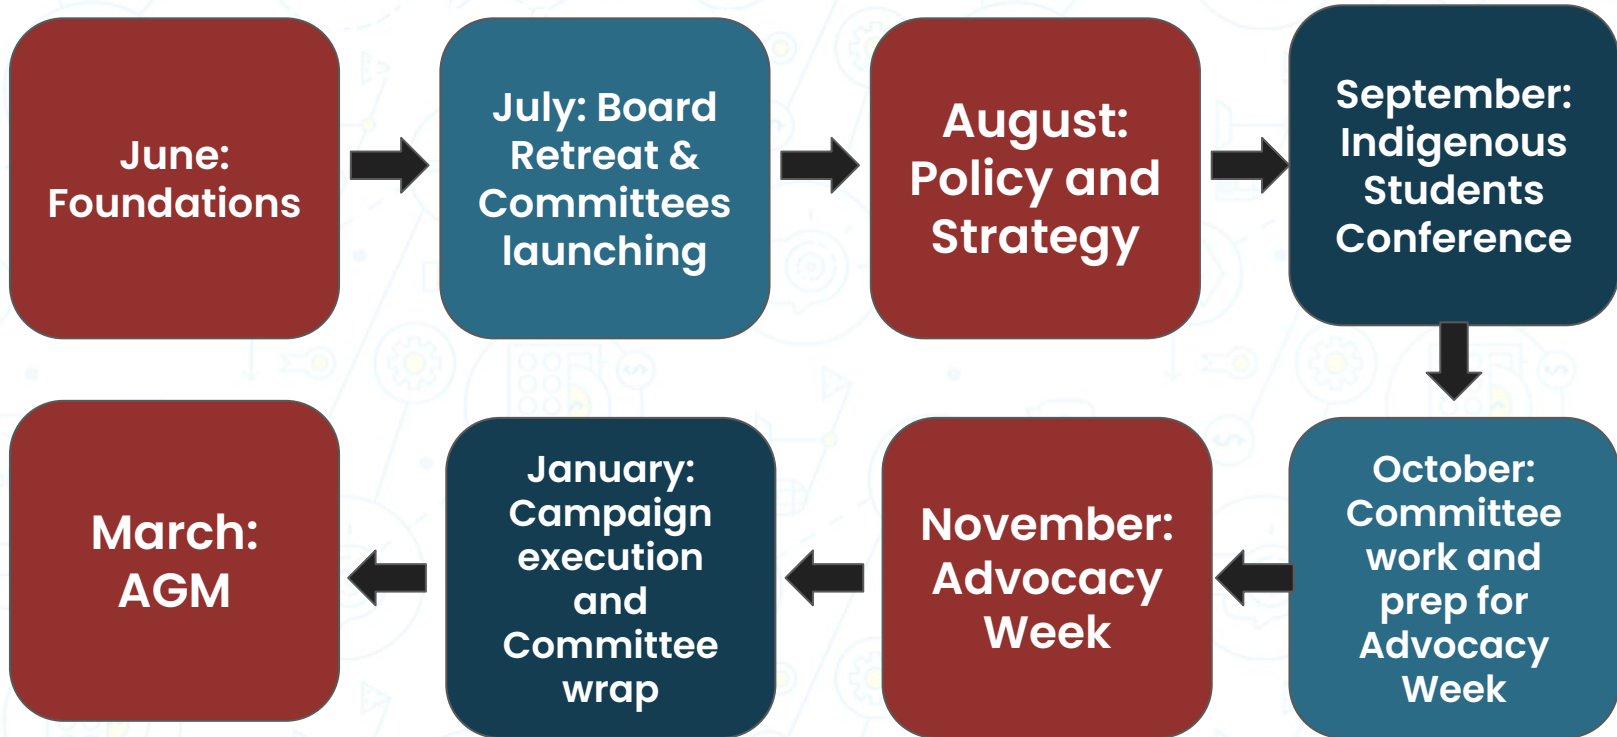 June:
Foundations
July: Board
Retreat &
Committees
launching
August:
Policy and
Strategy
September:
Indigenous
Students
Conference
October:
Committee
work and
prep for
Advocacy
Week
November:
Advocacy
Week
January:
Campaign
execution
and
Committee
wrap
March:
AGM